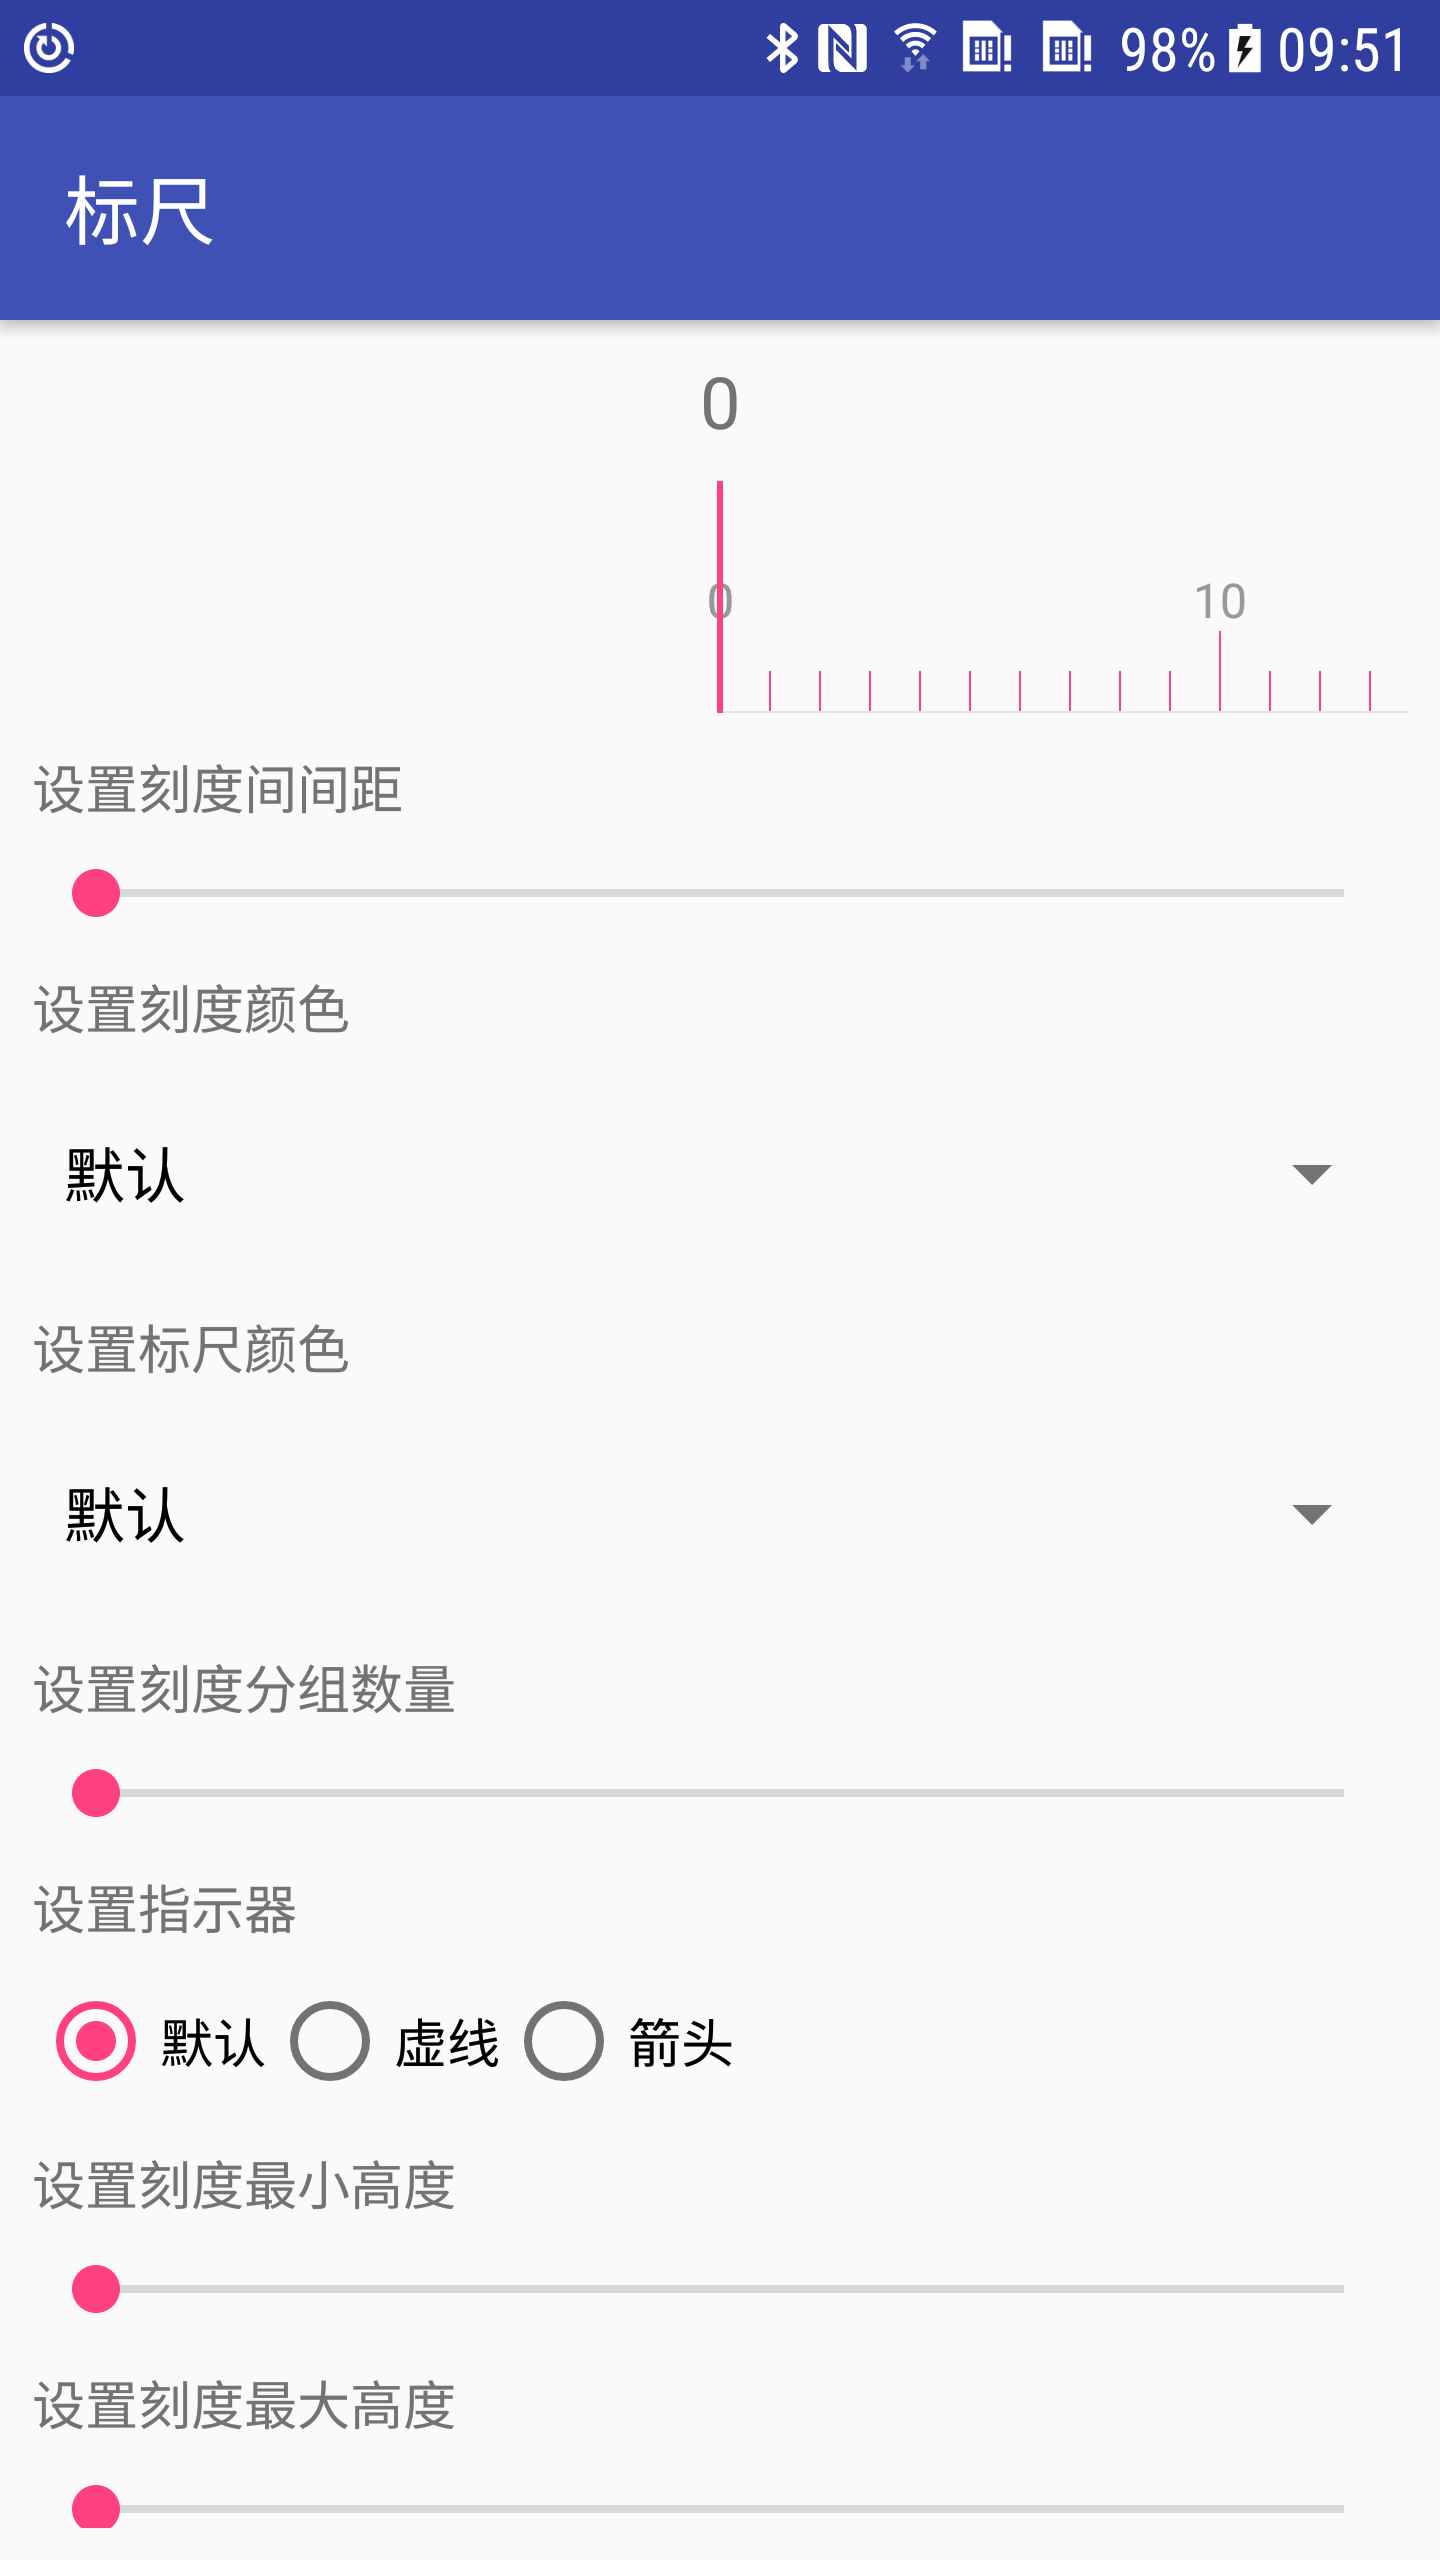 98% 09:51
标尺
0
0 10
设置刻度间间距
设置刻度颜色
默认
设置标尺颜色
默认
设置刻度分组数量
设置指示器
默认 虚线 箭头
设置刻度最小高度
设置刻度最大高度